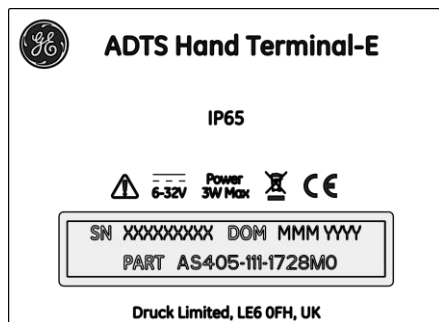 GE
ADTS Hand Terminal-E
IP65
6-32V Power 3W Max CE
SN XXXXXXXXX DOM MMM YYYY
PART AS405-111-1728M0
Druck Limited, LE6 0FH, UK